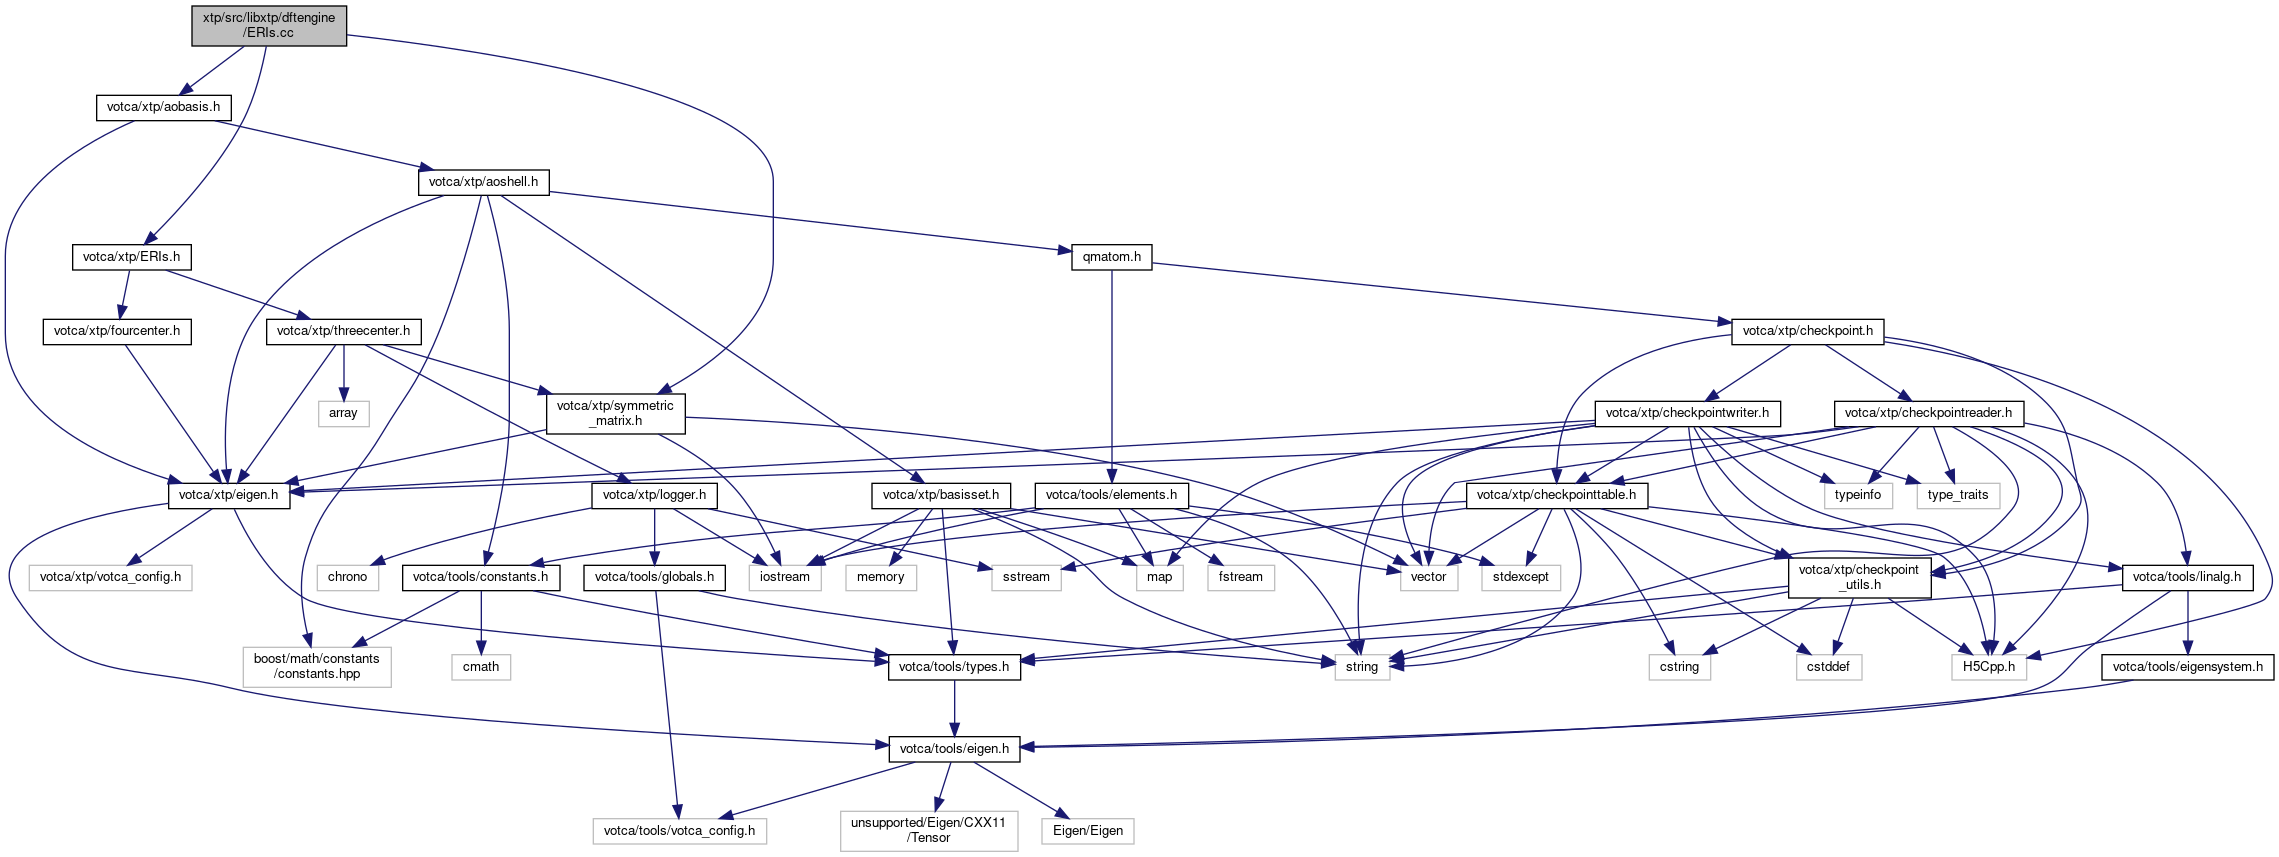 xtp/src/libxtp/dftengine
/ERIs.cc
votca/xtp/aobasis.h
votca/xtp/aoshell.h
votca/xtp/ERIs.h
qmatom.h
votca/xtp/fourcenter.h
votca/xtp/threecenter.h
votca/xtp/checkpoint.h
array
votca/xtp/symmetric
_matrix.h
votca/xtp/checkpointwriter.h
votca/xtp/checkpointreader.h
votca/xtp/eigen.h
votca/xtp/logger.h
votca/xtp/basisset.h
votca/tools/elements.h
votca/xtp/checkpointtable.h
typeinfo
type_traits
votca/xtp/votca_config.h
chrono
votca/tools/constants.h
votca/tools/globals.h
iostream
memory
sstream
map
fstream
vector
stdexcept
votca/xtp/checkpoint
_utils.h
votca/tools/linalg.h
boost/math/constants
/constants.hpp
cmath
votca/tools/types.h
string
cstring
cstddef
H5Cpp.h
votca/tools/eigensystem.h
votca/tools/eigen.h
votca/tools/votca_config.h
unsupported/Eigen/CXX11
/Tensor
Eigen/Eigen